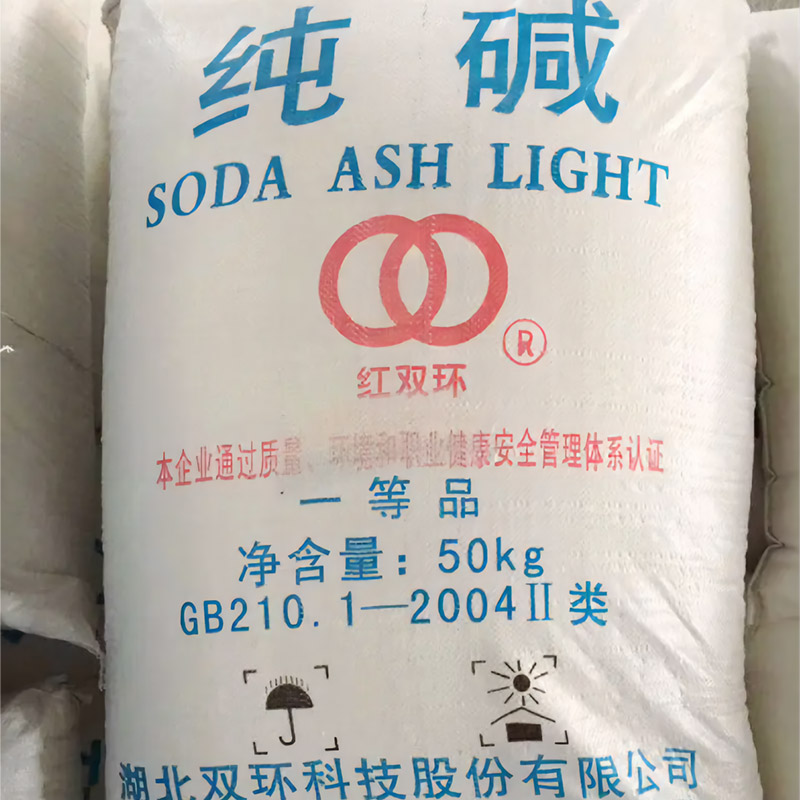 纯碱
SODA ASH LIGHT
R
红双环
本企业通过质量、环境和职业健康安全管理体系认证
一等品
净含量：50kg
GB210.1—2004Ⅱ类
湖北双环科技股份有限公司